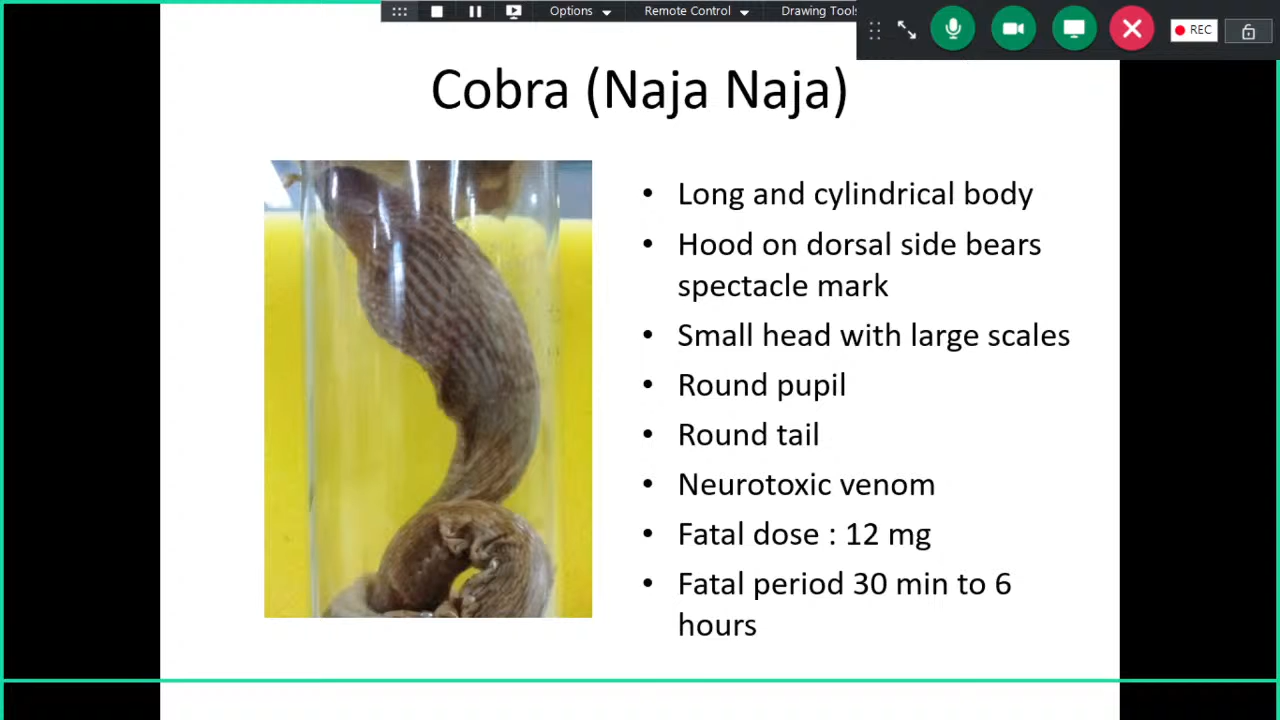 Options Remote Control Drawing Tools
REC
Cobra (Naja Naja)
• Long and cylindrical body
• Hood on dorsal side bears
spectacle mark
• Small head with large scales
• Round pupil
• Round tail
• Neurotoxic venom
• Fatal dose : 12 mg
• Fatal period 30 min to 6
hours